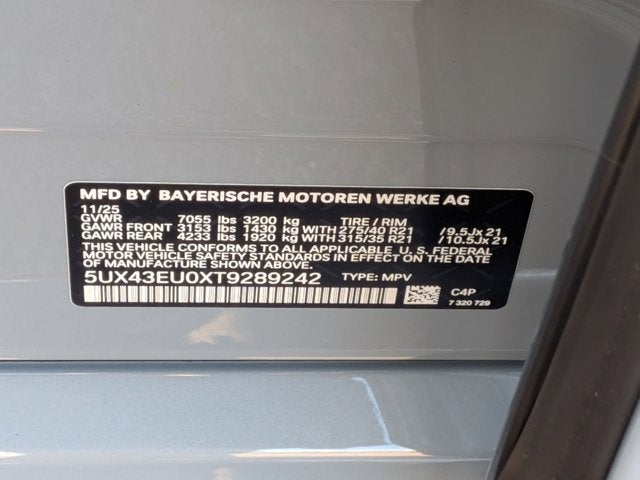 MFD BY BAYERISCHE MOTOREN WERKE AG
11/25
GVWR 7055 lbs 3200 kg TIRE / RIM
GAWR FRONT 3153 lbs 1430 kg WITH 275/40 R21 /9.5Jx 21
GAWR REAR 4233 lbs 1920 kg WITH 315/35 R21 /10.5Jx 21
THIS VEHICLE CONFORMS TO ALL APPLICABLE U.S. FEDERAL
MOTOR VEHICLE SAFETY STANDARDS IN EFFECT ON THE DATE OF
MANUFACTURE SHOWN ABOVE.
5UX43EU0XT9289242 TYPE: MPV
C4P
7 320 729